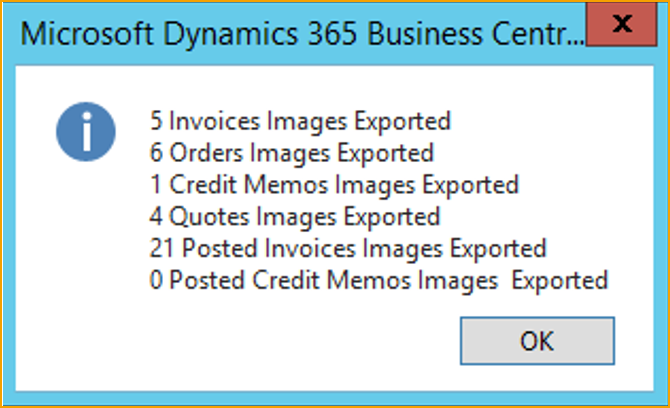 Microsoft Dynamics 365 Business Centr...
X
i
5 Invoices Images Exported
6 Orders Images Exported
1 Credit Memos Images Exported
4 Quotes Images Exported
21 Posted Invoices Images Exported
0 Posted Credit Memos Images  Exported
OK